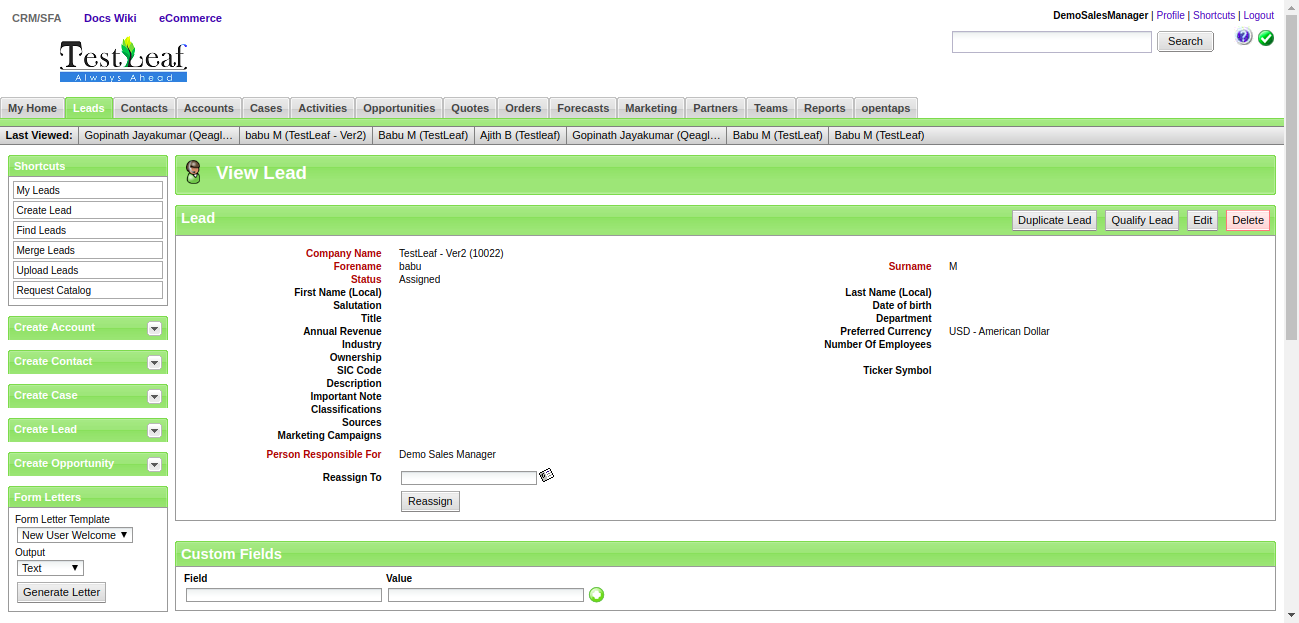 CRM/SFA Docs Wiki eCommerce
DemoSalesManager | Profile | Shortcuts | Logout
TestLeaf
Always Ahead
Search
My Home Leads Contacts Accounts Cases Activities Opportunities Quotes Orders Forecasts Marketing Partners Teams Reports opentaps
Last Viewed: Gopinath Jayakumar (Qeagl… babu M (TestLeaf - Ver2) Babu M (TestLeaf) Ajith B (Testleaf) Gopinath Jayakumar (Qeagl… Babu M (TestLeaf) Babu M (TestLeaf)
Shortcuts
My Leads
Create Lead
Find Leads
Merge Leads
Upload Leads
Request Catalog
Create Account
Create Contact
Create Case
Create Lead
Create Opportunity
Form Letters
Form Letter Template
New User Welcome
Output
Text
Generate Letter
View Lead
Lead Duplicate Lead Qualify Lead Edit Delete
Company Name TestLeaf - Ver2 (10022)
Forename babu Surname M
Status Assigned
First Name (Local) Last Name (Local)
Salutation Date of birth
Title Department
Annual Revenue Preferred Currency USD - American Dollar
Industry Number Of Employees
Ownership
SIC Code Ticker Symbol
Description
Important Note
Classifications
Sources
Marketing Campaigns
Person Responsible For Demo Sales Manager
Reassign To
Reassign
Custom Fields
Field Value